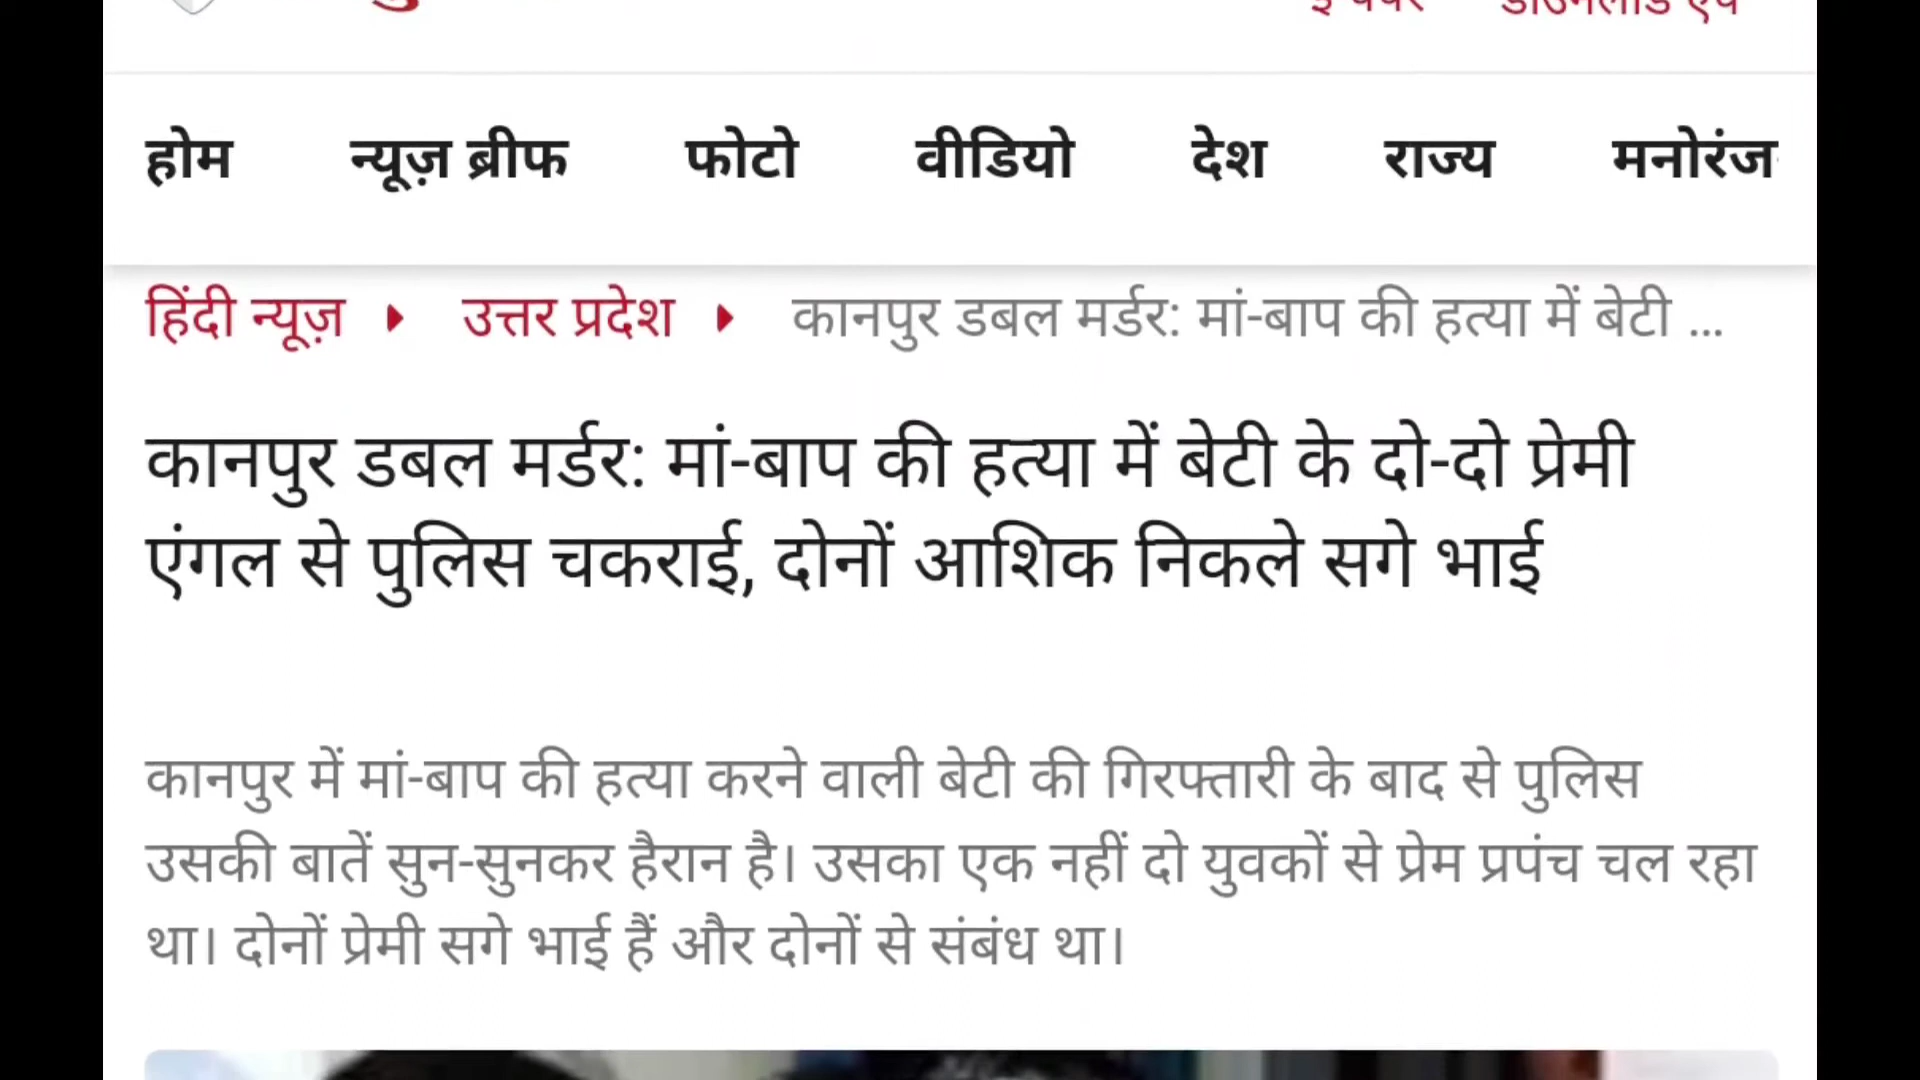 होम न्यूज़ ब्रीफ फोटो वीडियो देश राज्य मनोरंज
हिंदी न्यूज़ उत्तर प्रदेश कानपुर डबल मर्डर: मां-बाप की हत्या में बेटी ...
कानपुर डबल मर्डर: मां-बाप की हत्या में बेटी के दो-दो प्रेमी
एंगल से पुलिस चकराई, दोनों आशिक निकले सगे भाई
कानपुर में मां-बाप की हत्या करने वाली बेटी की गिरफ्तारी के बाद से पुलिस
उसकी बातें सुन-सुनकर हैरान है। उसका एक नहीं दो युवकों से प्रेम प्रपंच चल रहा
था। दोनों प्रेमी सगे भाई हैं और दोनों से संबंध था।